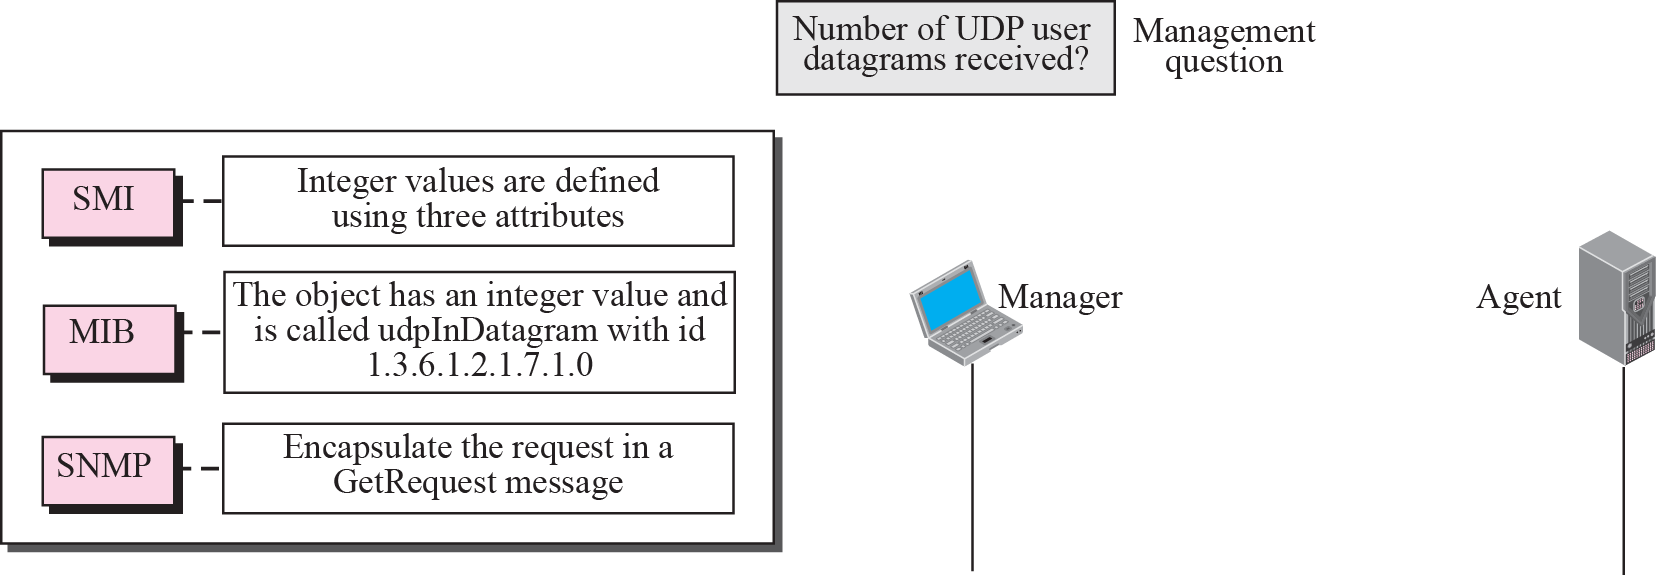 Number of UDP user
datagrams received?
Management
question
SMI
Integer values are defined
using three attributes
MIB
The object has an integer value and
is called udpInDatagram with id
1.3.6.1.2.1.7.1.0
SNMP
Encapsulate the request in a
GetRequest message
Manager
Agent